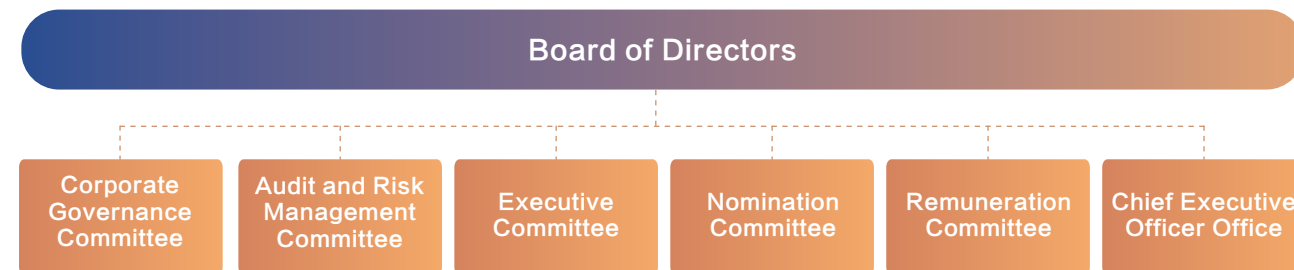 Board of Directors
Corporate
Governance
Committee
Audit and Risk
Management
Committee
Executive
Committee
Nomination
Committee
Remuneration
Committee
Chief Executive
Officer Office